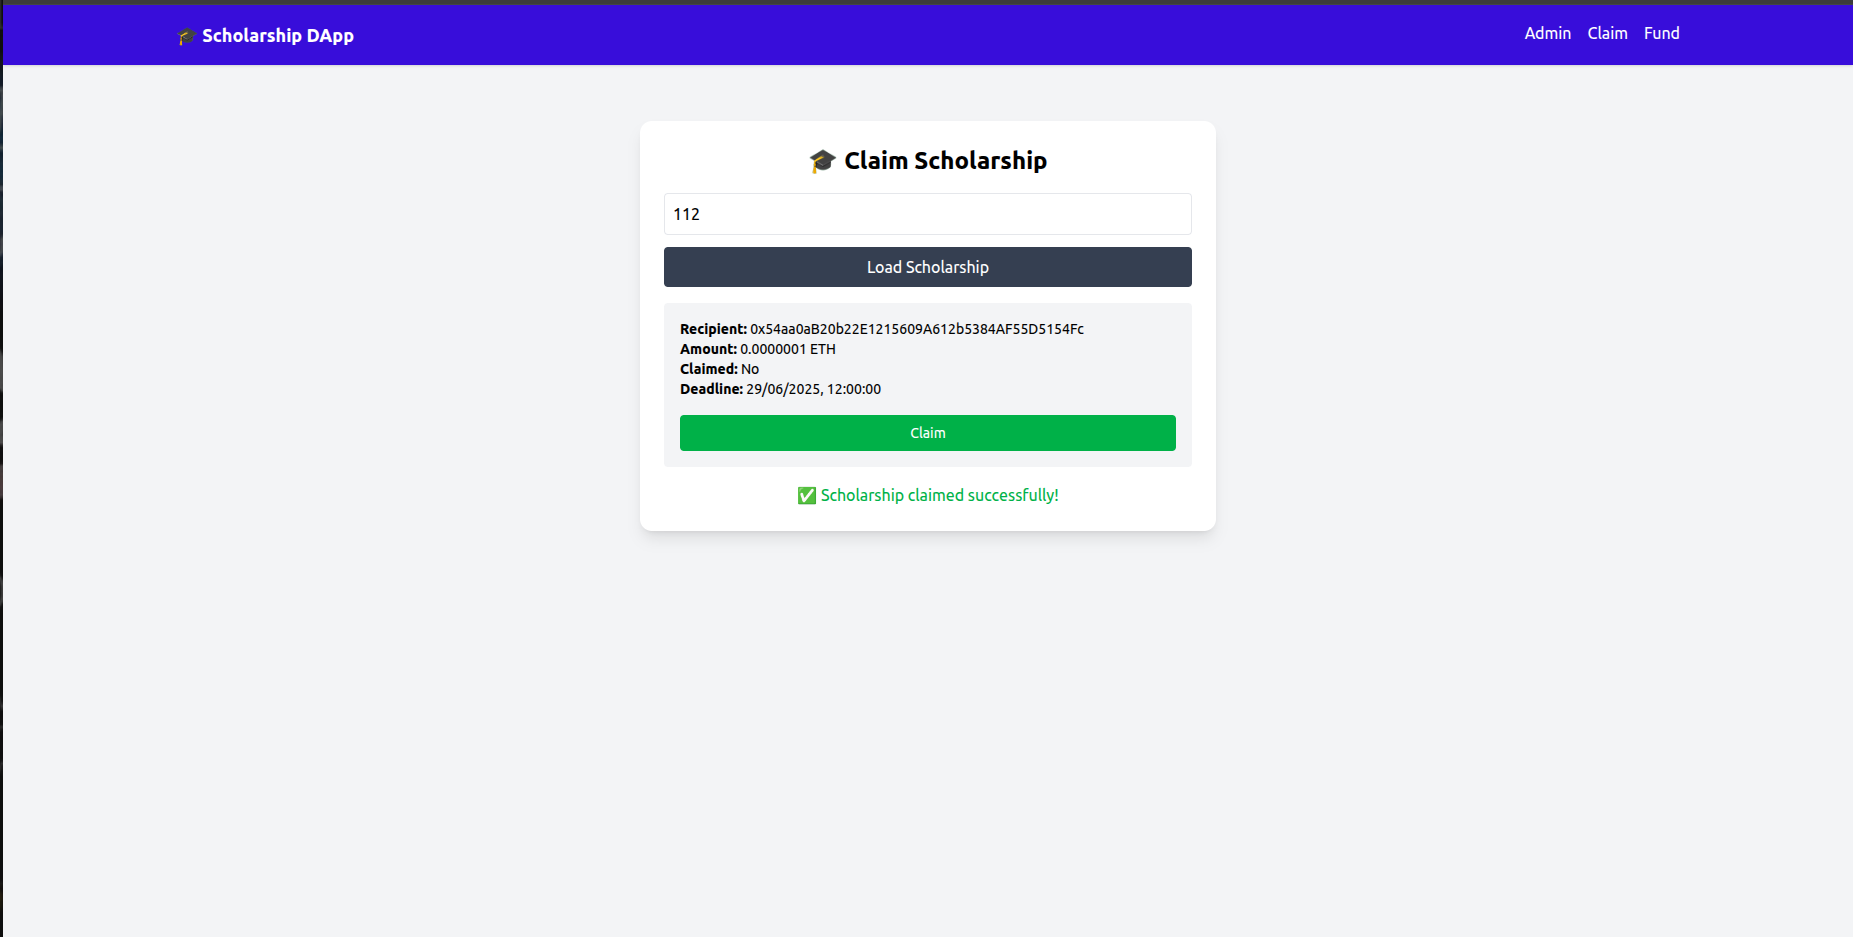 🎓 Scholarship DApp
Admin Claim Fund
🎓 Claim Scholarship
112
Load Scholarship
Recipient: 0x54aa0aB20b22E1215609A612b5384AF55D5154Fc
Amount: 0.0000001 ETH
Claimed: No
Deadline: 29/06/2025, 12:00:00
Claim
✅ Scholarship claimed successfully!